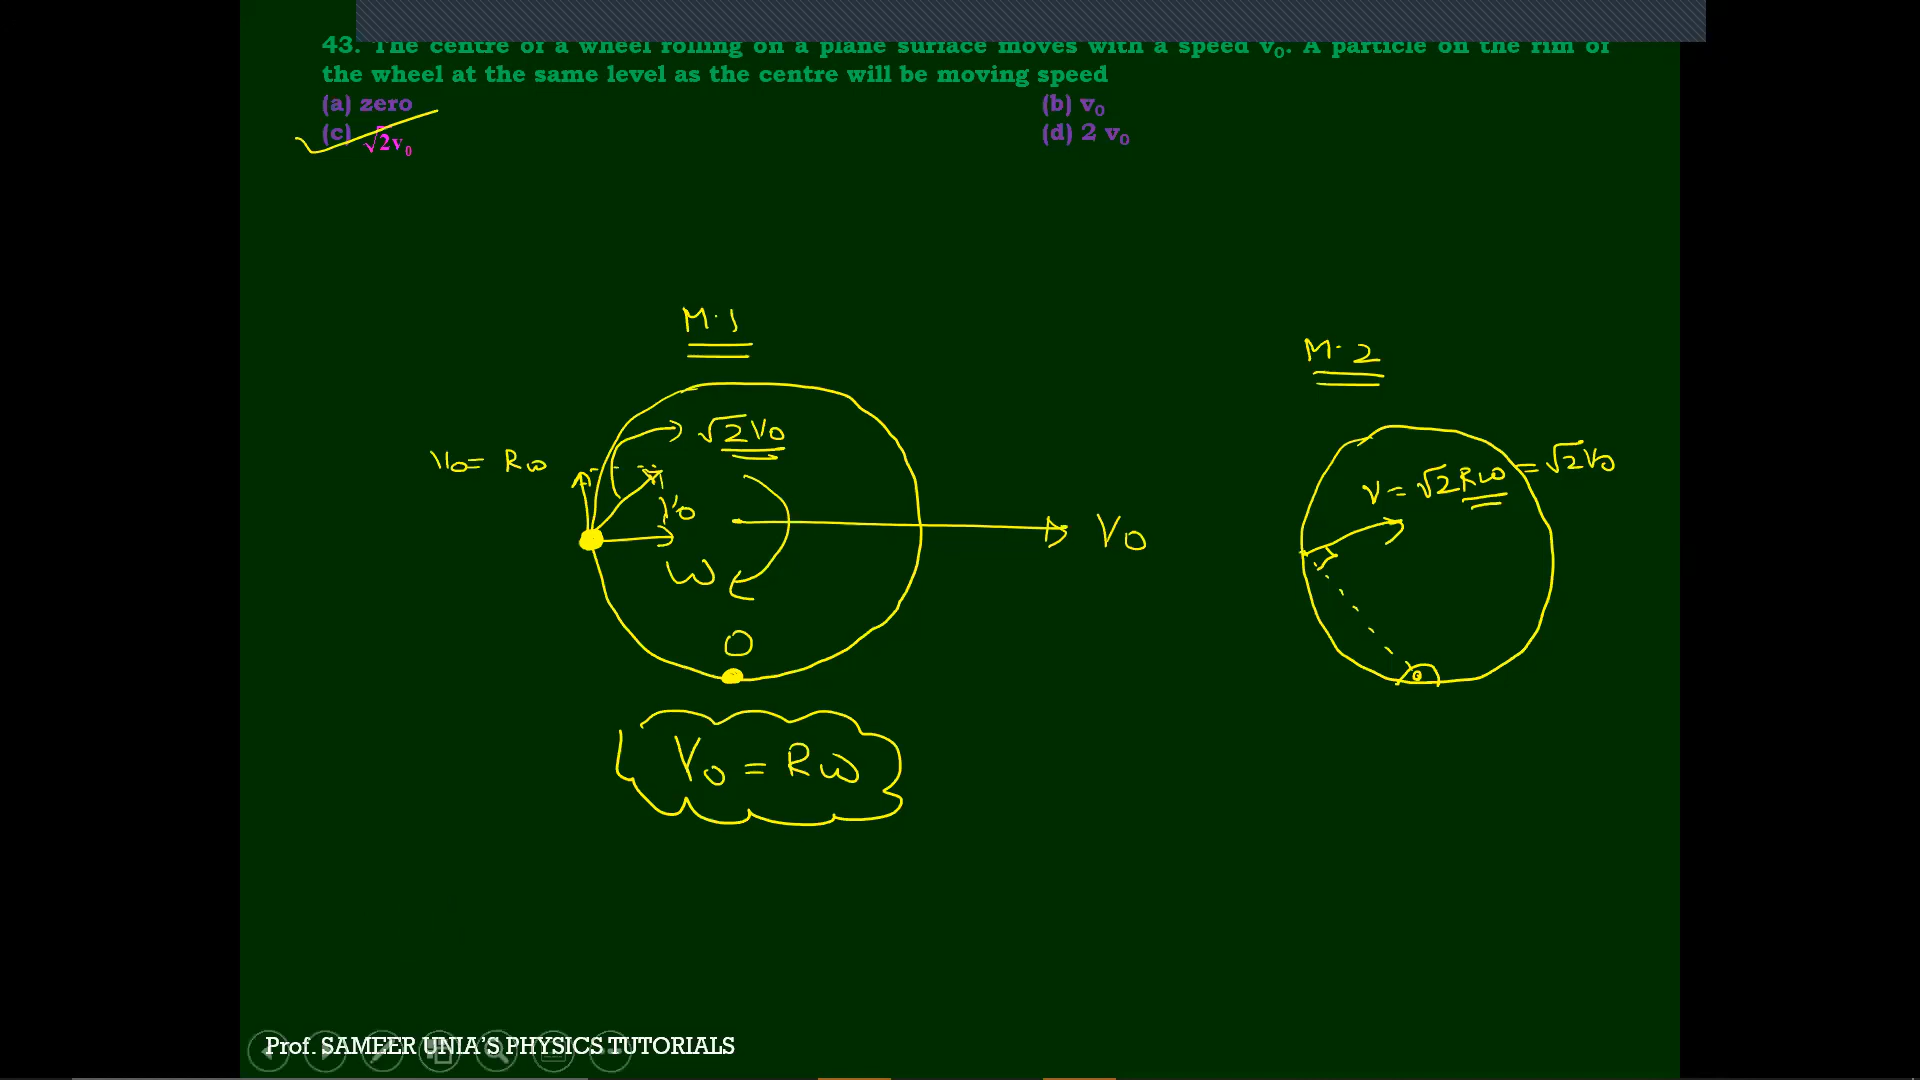 43. The centre of a wheel rolling on a plane surface moves with a speed v₀. A particle on the rim of
the wheel at the same level as the centre will be moving speed
(a) zero (b) v₀
(c) √2v₀ (d) 2 v₀
M·1
M·2
√2V₀
V₀ = Rω
V₀
V₀
ω
O
V = √2Rω = √2V₀
V₀ = Rω
Prof. SAMEER UNIA'S PHYSICS TUTORIALS